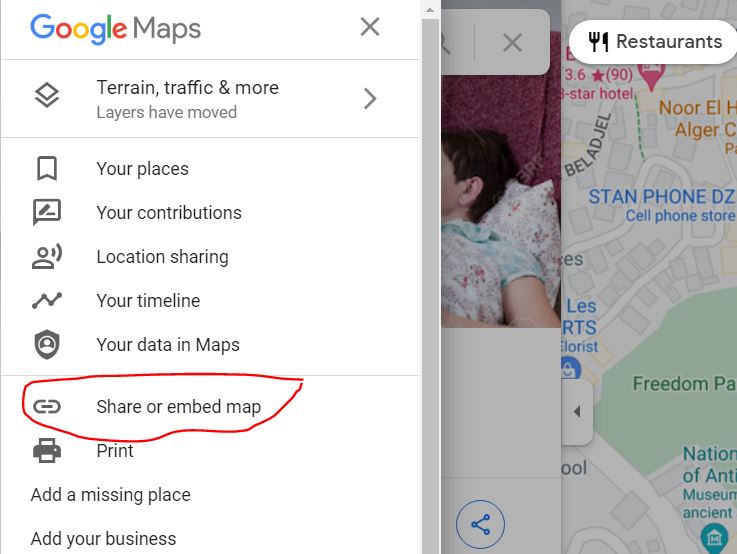 Google Maps
Terrain, traffic & more
Layers have moved
Your places
Your contributions
Location sharing
Your timeline
Your data in Maps
Share or embed map
Print
Add a missing place
Add your business
Restaurants
3.6 ★(90)
3-star hotel
Noor El H
Alger C
BELADJEL
STAN PHONE DZ
Cell phone store
ces
Les
RTS
Florist
Freedom Pa
ool
Nation
of Anti
Museum
ancient